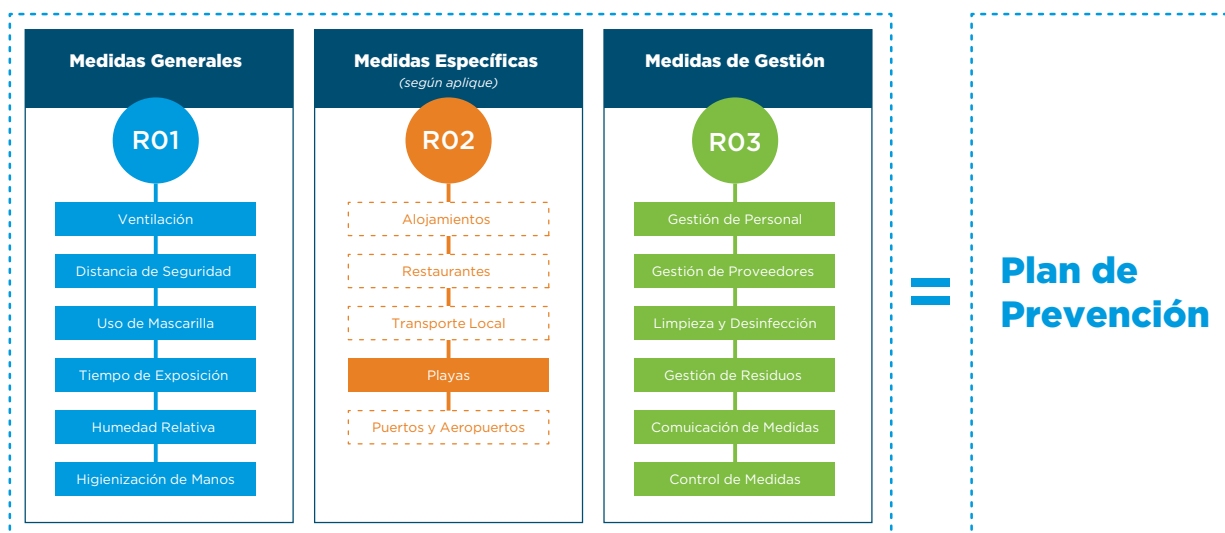 Medidas Generales
R01
Ventilación
Distancia de Seguridad
Uso de Mascarilla
Tiempo de Exposición
Humedad Relativa
Higienización de Manos
Medidas Específicas
(según aplique)
R02
Alojamientos
Restaurantes
Transporte Local
Playas
Puertos y Aeropuertos
Medidas de Gestión
R03
Gestión de Personal
Gestión de Proveedores
Limpieza y Desinfección
Gestión de Residuos
Comuicación de Medidas
Control de Medidas
=
Plan de
Prevención